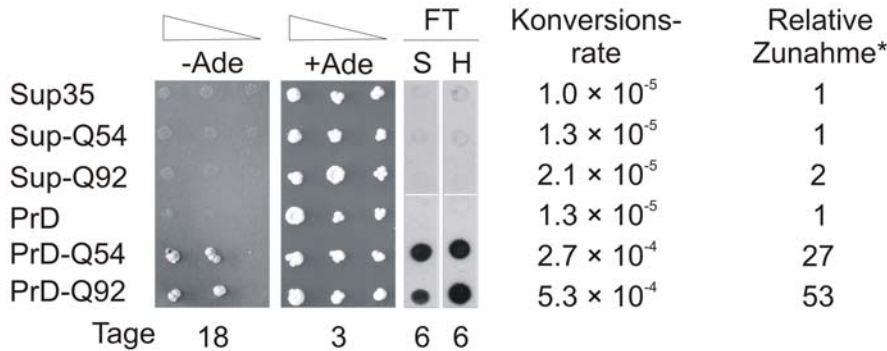 FT Konversions- Relative
-Ade +Ade S H rate Zunahme*
Sup35 1.0 × 10⁻⁵ 1
Sup-Q54 1.3 × 10⁻⁵ 1
Sup-Q92 2.1 × 10⁻⁵ 2
PrD 1.3 × 10⁻⁵ 1
PrD-Q54 2.7 × 10⁻⁴ 27
PrD-Q92 5.3 × 10⁻⁴ 53
Tage 18 3 6 6